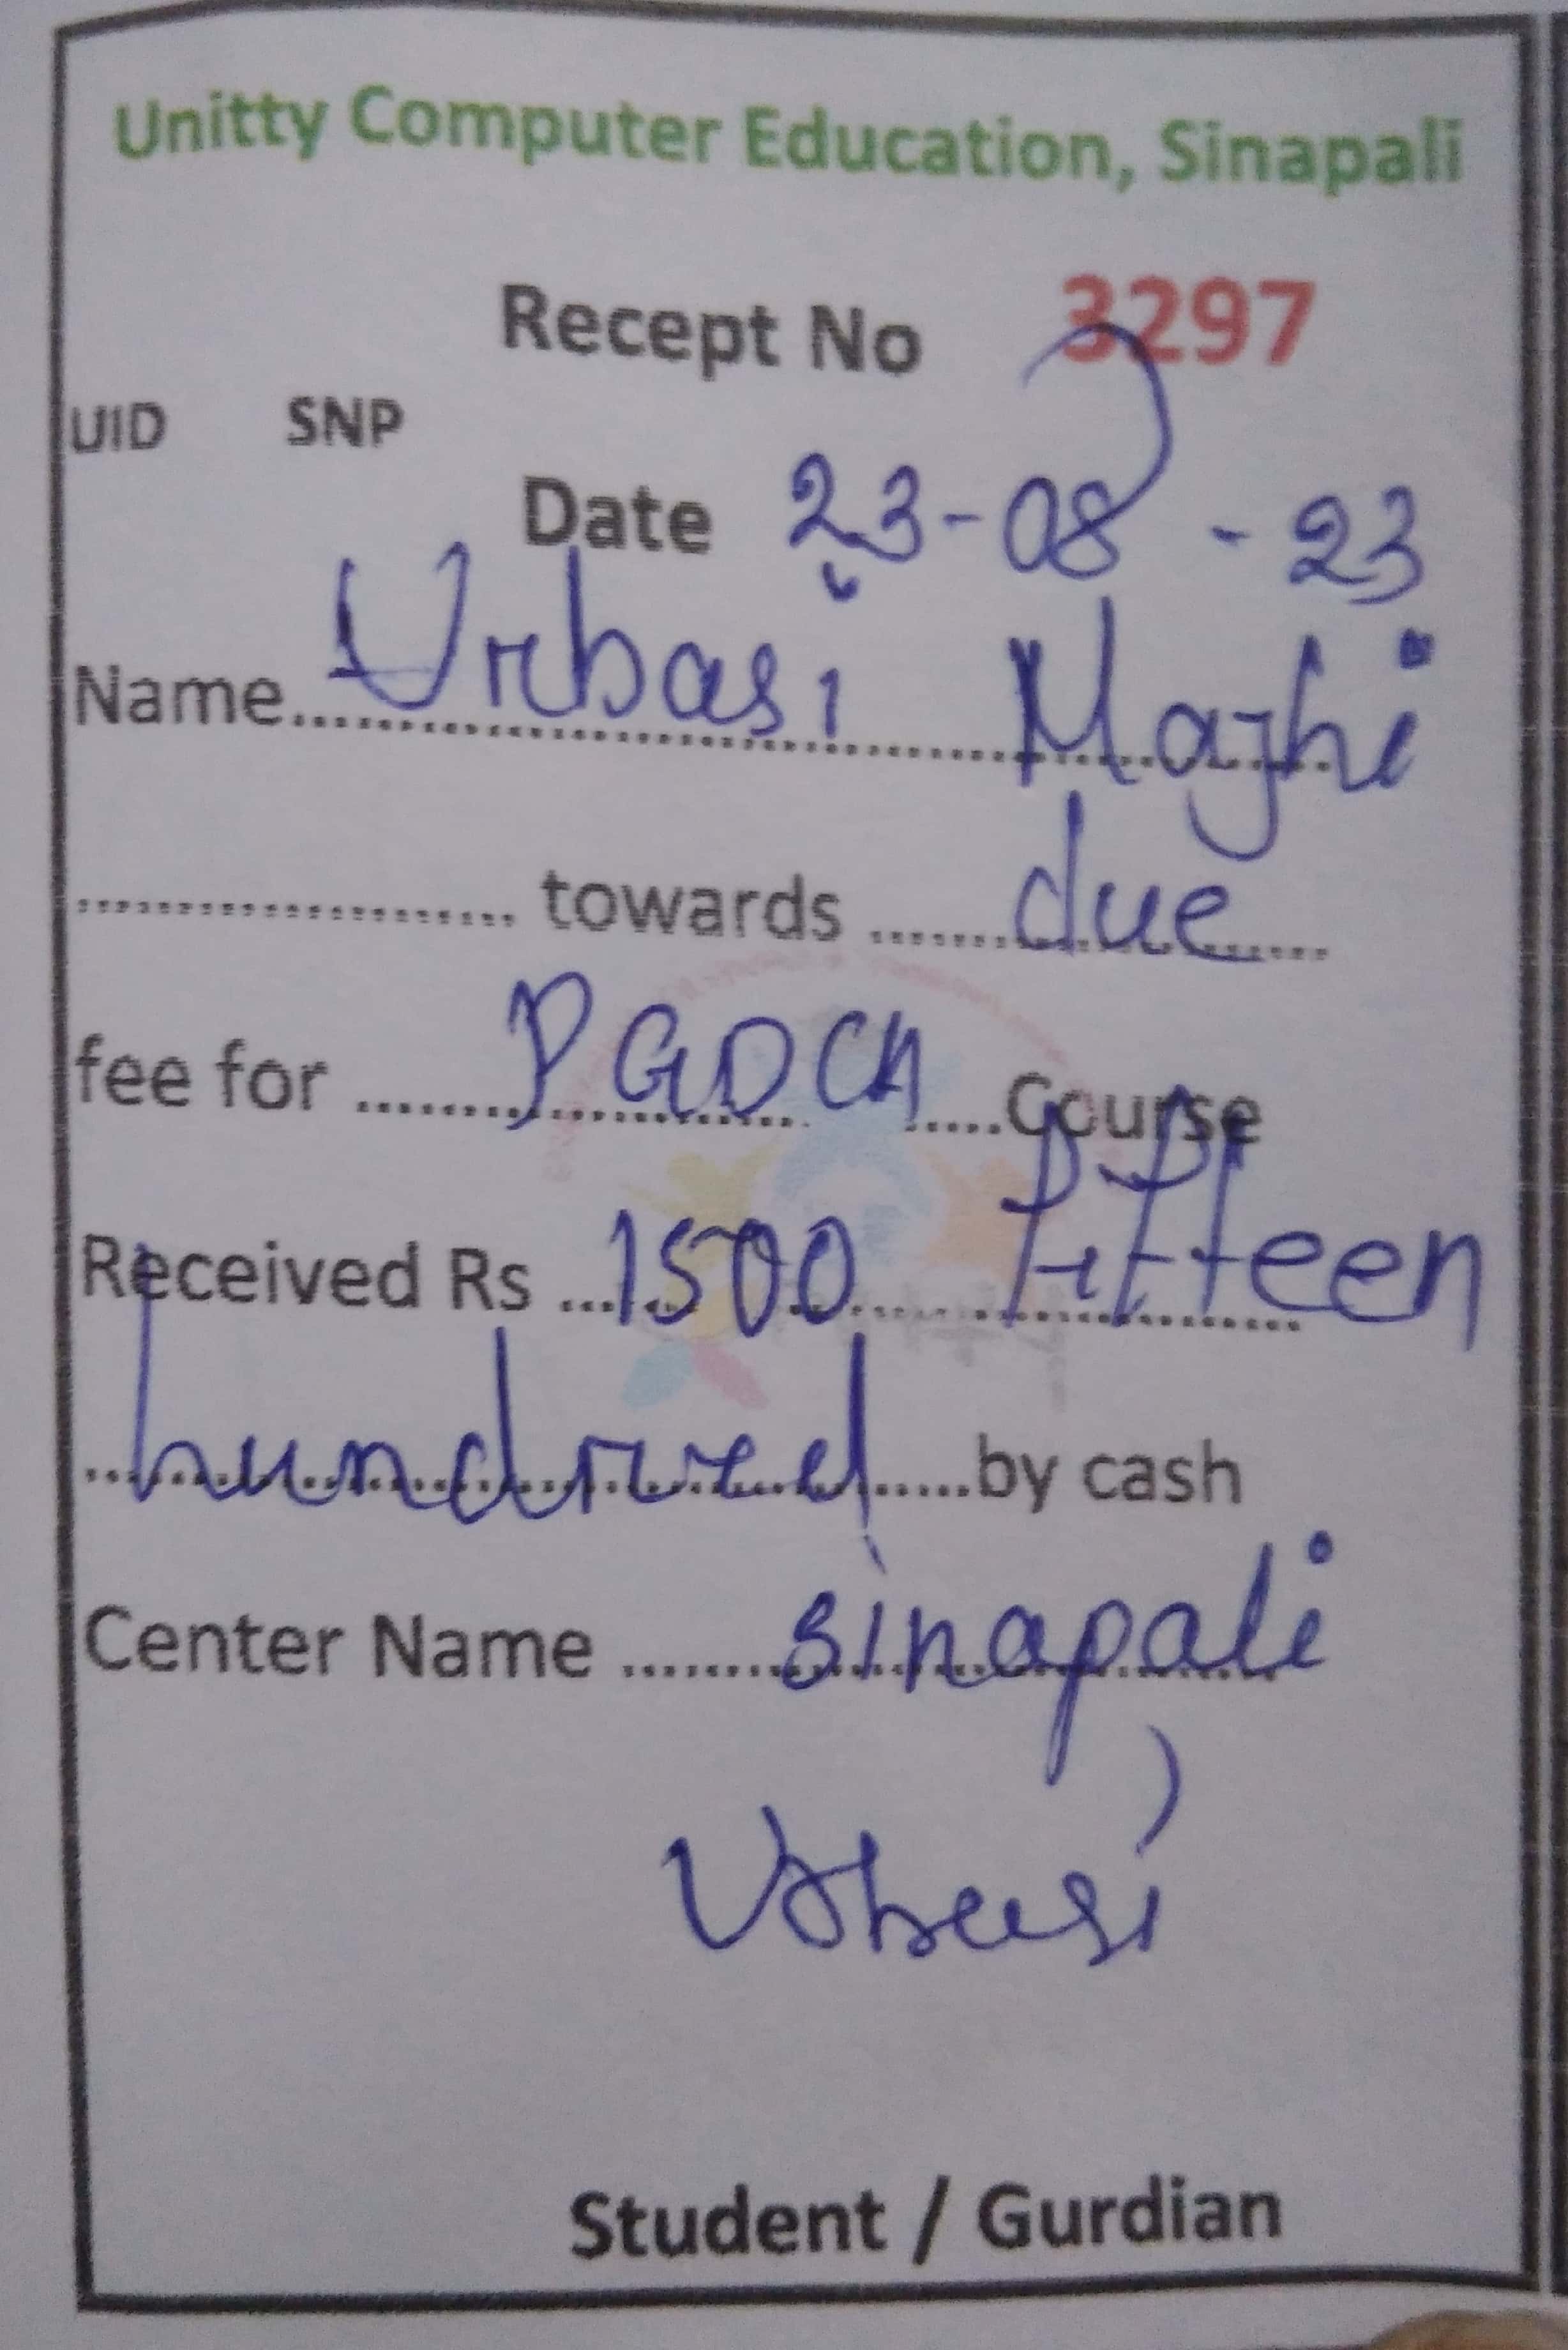 Unitty Computer Education, Sinapali
Recept No 3297
UID SNP
Date 23-08-23
Name Urbasi Majhi
towards due
fee for PGDCA Course
Received Rs 1500 fifteen
hundred by cash
Center Name sinapali
Student / Gurdian